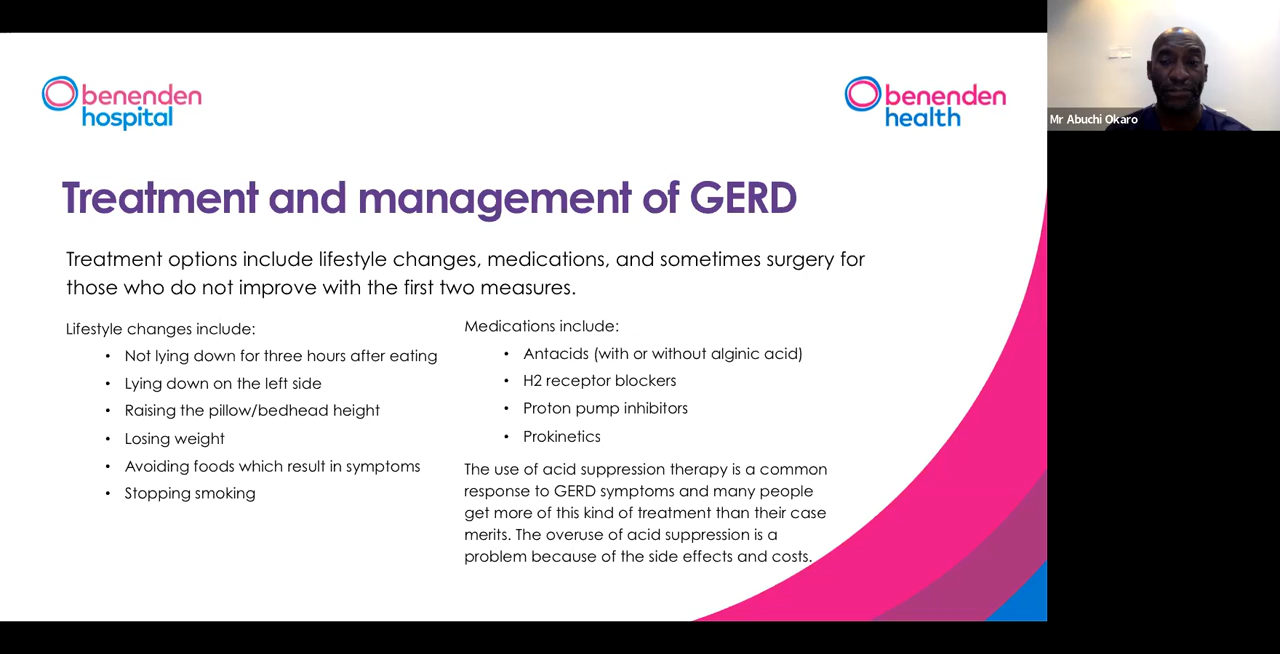 benenden
hospital
benenden
health
Mr Abuchi Okaro
Treatment and management of GERD
Treatment options include lifestyle changes, medications, and sometimes surgery for
those who do not improve with the first two measures.
Lifestyle changes include:
• Not lying down for three hours after eating
• Lying down on the left side
• Raising the pillow/bedhead height
• Losing weight
• Avoiding foods which result in symptoms
• Stopping smoking
Medications include:
• Antacids (with or without alginic acid)
• H2 receptor blockers
• Proton pump inhibitors
• Prokinetics
The use of acid suppression therapy is a common
response to GERD symptoms and many people
get more of this kind of treatment than their case
merits. The overuse of acid suppression is a
problem because of the side effects and costs.